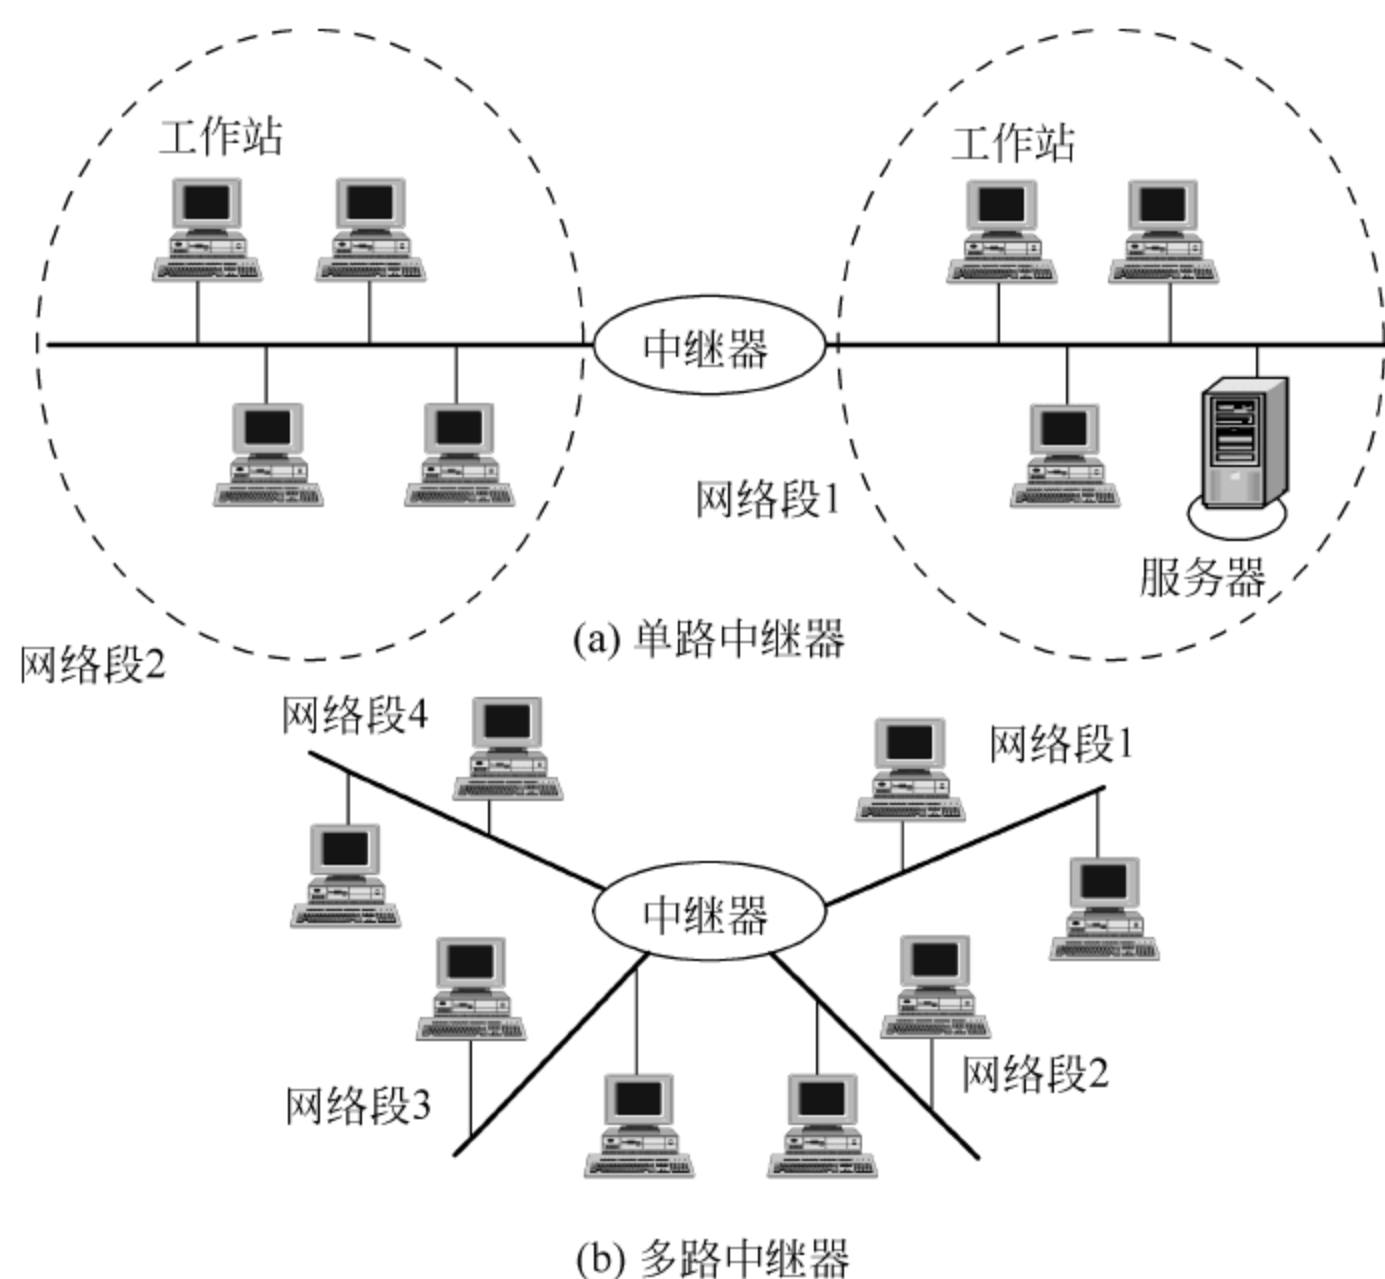 工作站
工作站
中继器
网络段1
服务器
(a) 单路中继器
网络段2
网络段4
网络段1
中继器
网络段2
网络段3
(b) 多路中继器